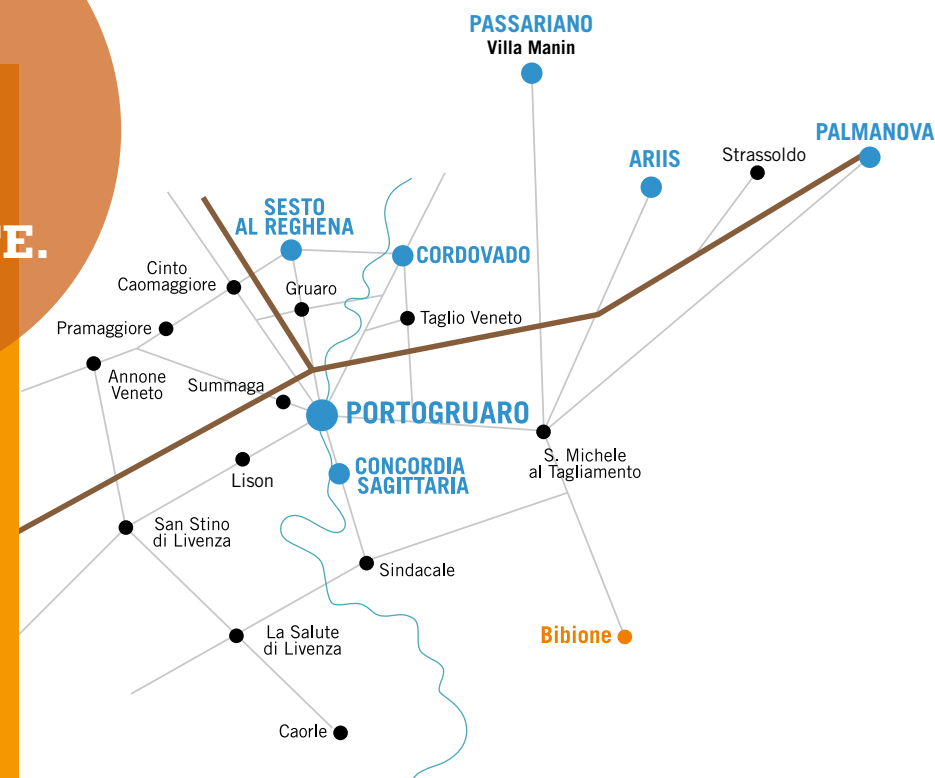 PASSARIANO
Villa Manin
PALMANOVA
ARIIS
Strassoldo
SESTO
AL REGHENA
E.
CORDOVADO
Cinto
Caomaggiore
Gruaro
Taglio Veneto
Pramaggiore
Annone
Veneto
Summaga
PORTOGRUARO
S. Michele
al Tagliamento
CONCORDIA
SAGITTARIA
Lison
San Stino
di Livenza
Sindacale
La Salute
di Livenza
Bibione
Caorle